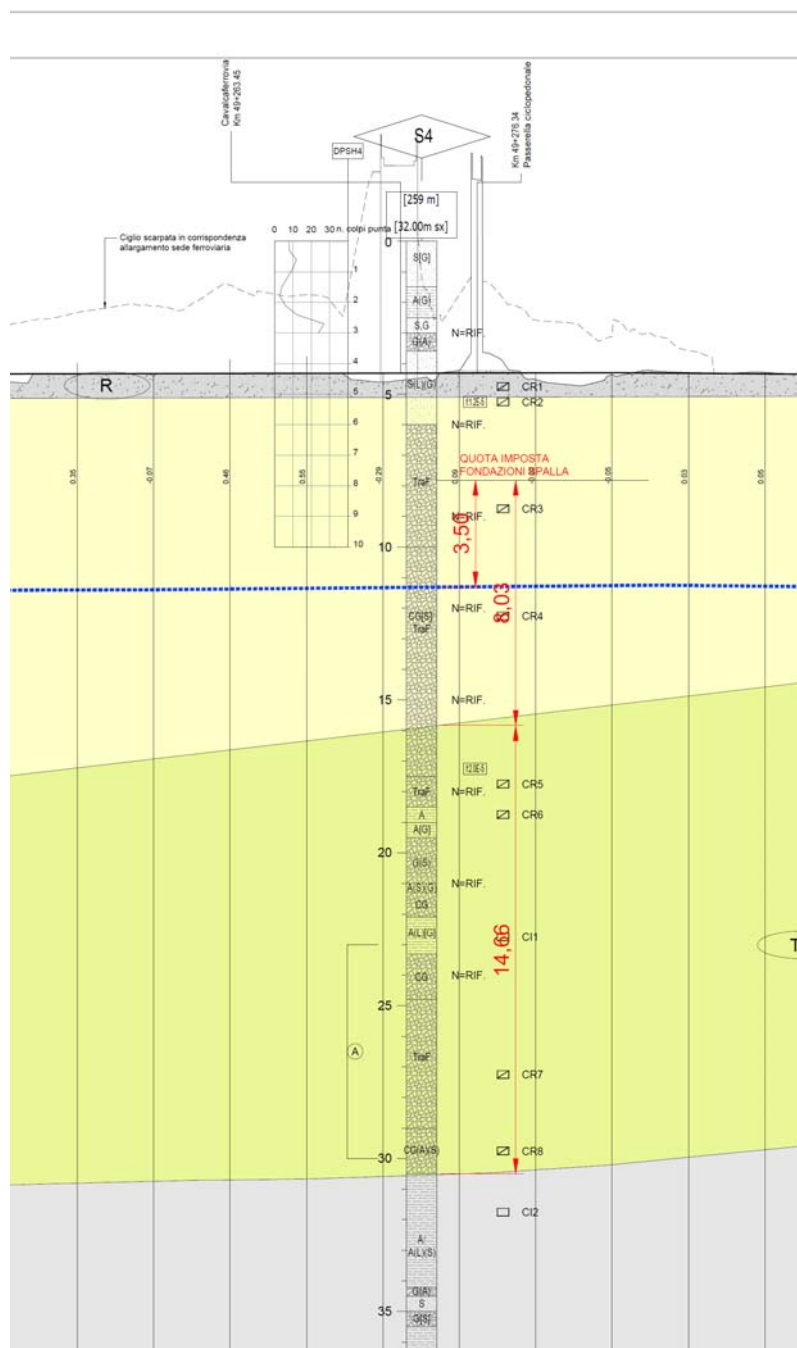 Cavalcaferrovia
Km 49+263.45
S4
DPSH4
Km 49+276.34
Passerella ciclopedonale
[259 m]
[32.00m sx]
Ciglio scarpata in corrispondenza
allargamento sede ferroviaria
0 10 20 30 n. colpi punta
0
S[G]
1
A(G)
2
S,G
3
N=RIF.
G(A)
4
R
S(L)(G)
CR1
5
5
CR2
6
N=RIF.
7
QUOTA IMPOSTA
FONDAZIONI SPALLA
0.35
-0.07
0.46
0.55
-0.29
0.09
-0.05
0.03
0.05
TraF
8
CR3
N=RIF.
3,50
9
10
10
8,03
N=RIF.
CG[S]
TraF
CR4
15
N=RIF.
TraF
N=RIF.
CR5
A
CR6
A[G]
20
G(S)
A(S)(G)
N=RIF.
CG
A(L)[G]
14,66
CI1
T
CG
N=RIF.
25
A
TraF
CR7
CG(A)(S)
CR8
30
CI2
A/
A(L)(S)
G(A)
S
35
G[S]